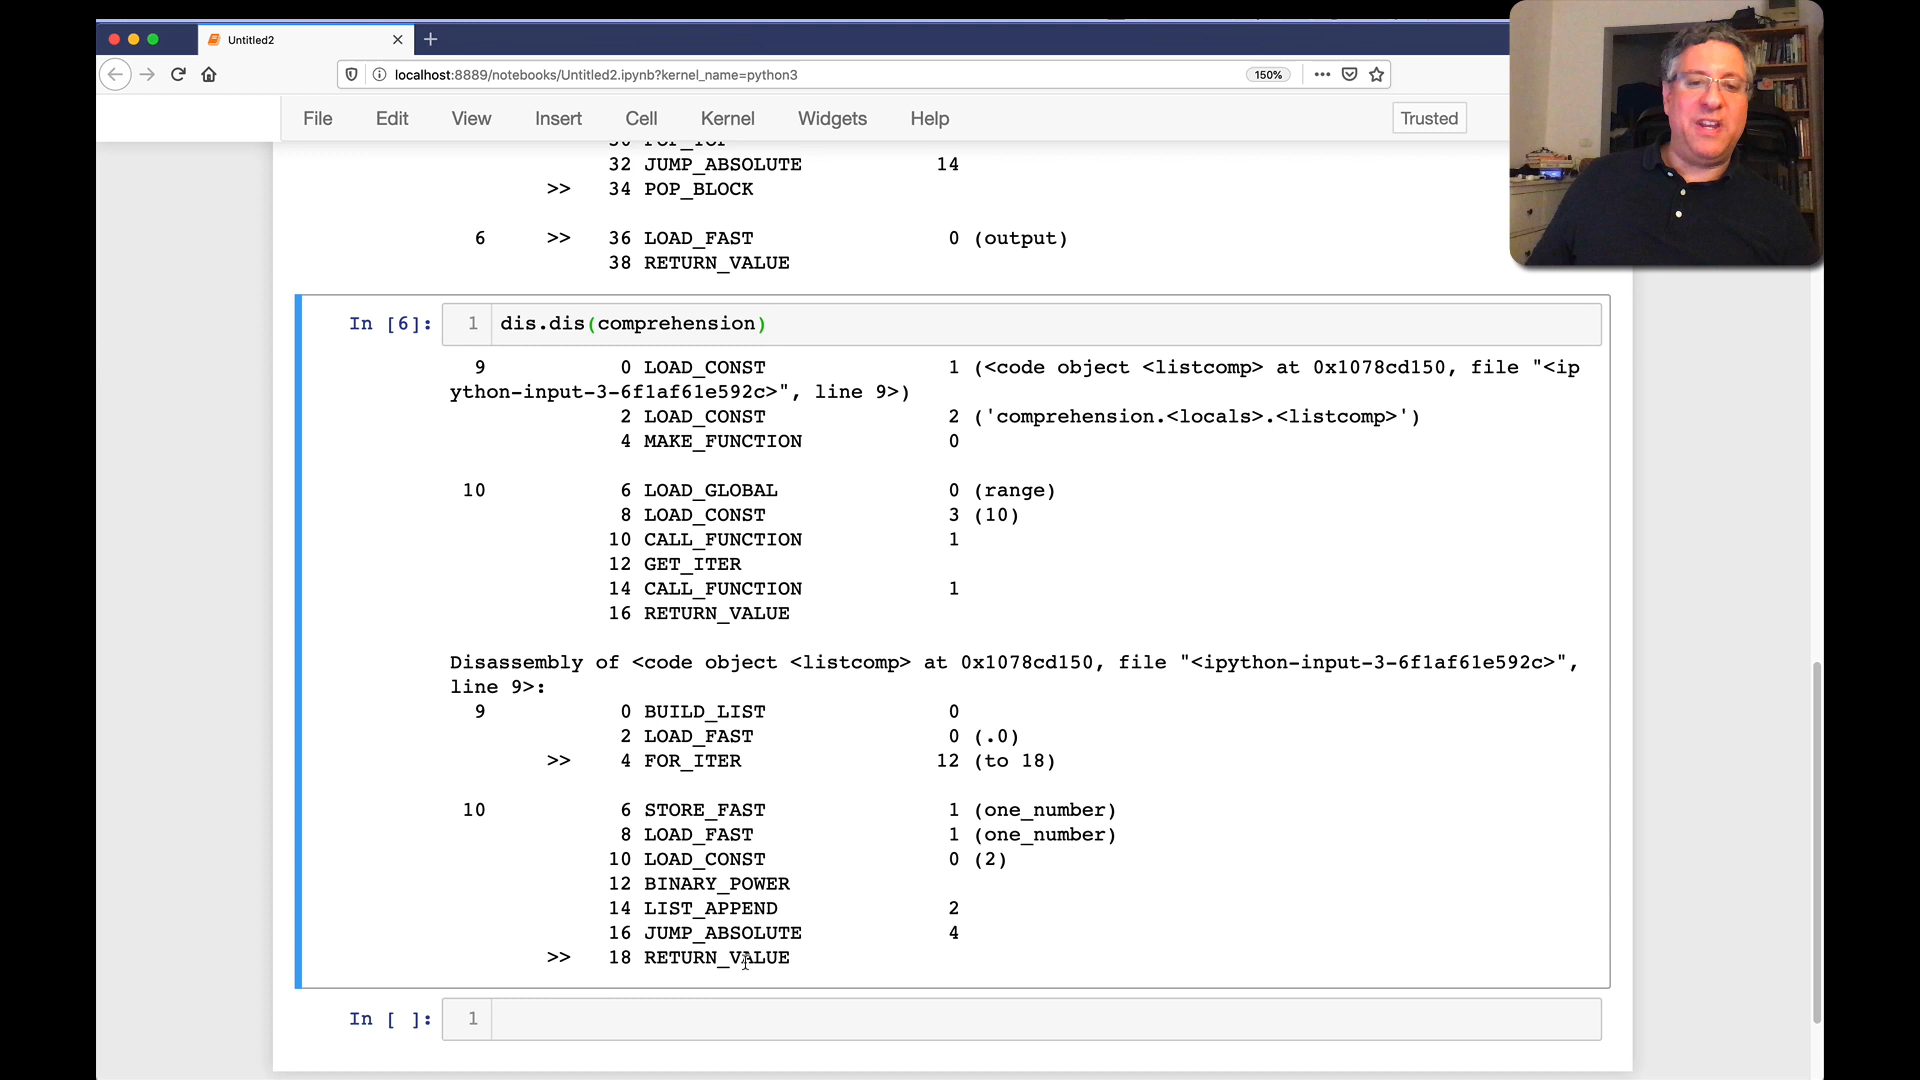 Untitled2
localhost:8889/notebooks/Untitled2.ipynb?kernel_name=python3
150%
File Edit View Insert Cell Kernel Widgets Help
Trusted
30 POP_TOP
32 JUMP_ABSOLUTE 14
>> 34 POP_BLOCK
6 >> 36 LOAD_FAST 0 (output)
38 RETURN_VALUE
In [6]: 1 dis.dis(comprehension)
9 0 LOAD_CONST 1 (<code object <listcomp> at 0x1078cd150, file "<ip
ython-input-3-6f1af61e592c>", line 9>)
2 LOAD_CONST 2 ('comprehension.<locals>.<listcomp>')
4 MAKE_FUNCTION 0
10 6 LOAD_GLOBAL 0 (range)
8 LOAD_CONST 3 (10)
10 CALL_FUNCTION 1
12 GET_ITER
14 CALL_FUNCTION 1
16 RETURN_VALUE
Disassembly of <code object <listcomp> at 0x1078cd150, file "<ipython-input-3-6f1af61e592c>",
line 9>:
9 0 BUILD_LIST 0
2 LOAD_FAST 0 (.0)
>> 4 FOR_ITER 12 (to 18)
10 6 STORE_FAST 1 (one_number)
8 LOAD_FAST 1 (one_number)
10 LOAD_CONST 0 (2)
12 BINARY_POWER
14 LIST_APPEND 2
16 JUMP_ABSOLUTE 4
>> 18 RETURN_VALUE
In [ ]: 1